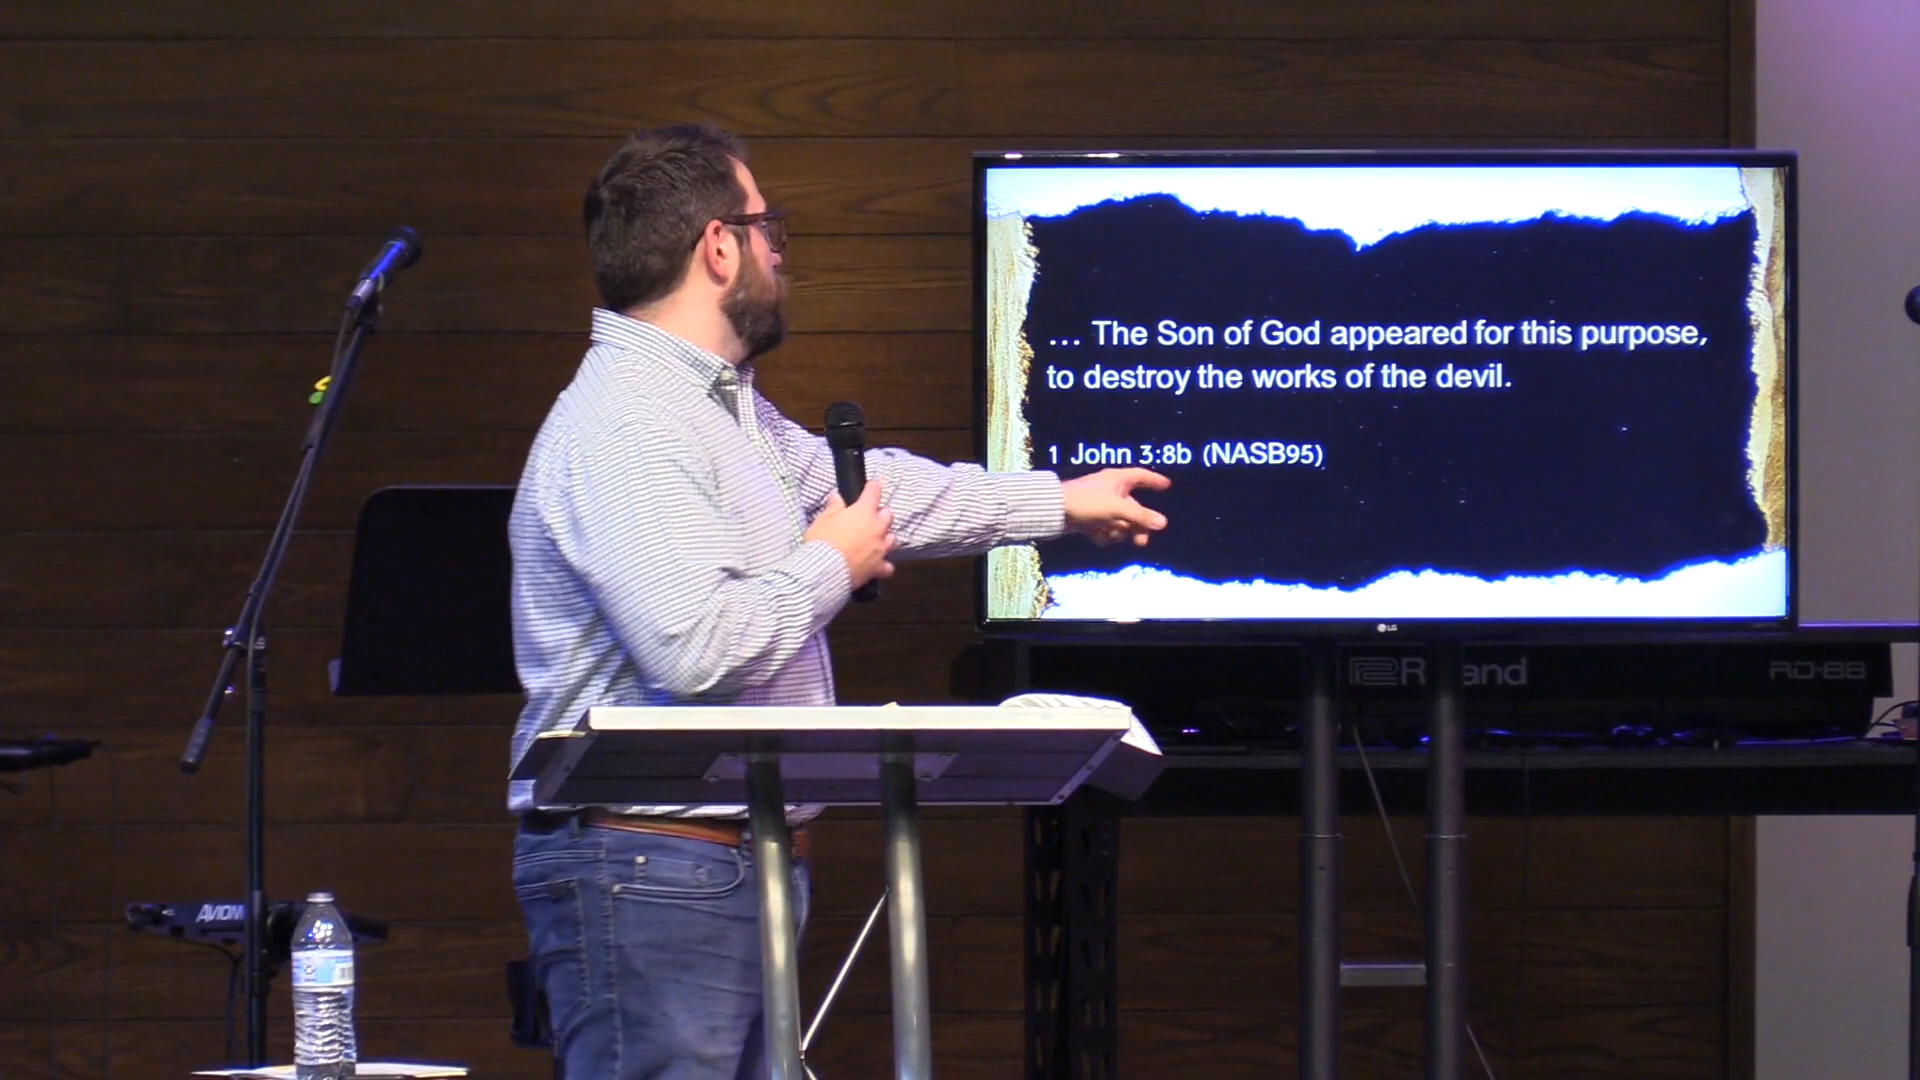 ... The Son of God appeared for this purpose,
to destroy the works of the devil.
1 John 3:8b (NASB95)
LG
Roland
RD-88
AVIOM